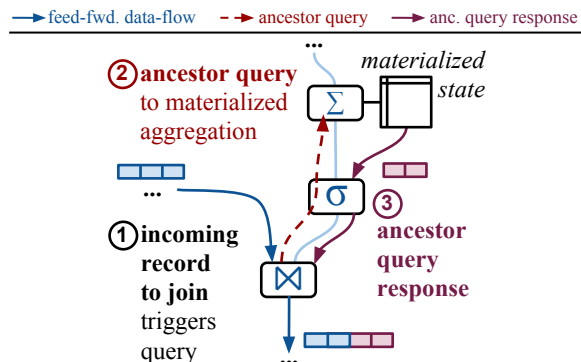 feed-fwd. data-flow ancestor query anc. query response
...
② ancestor query
to materialized
aggregation
Σ
materialized
state
...
σ
① incoming
record
to join
triggers
query
③
ancestor
query
response
⋈
...